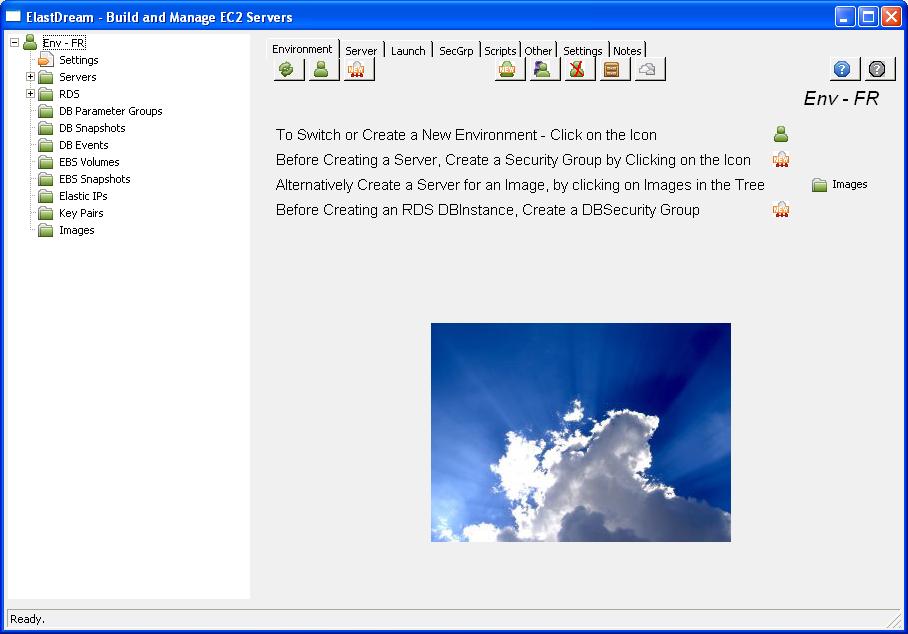 ElastDream - Build and Manage EC2 Servers
Env - FR
Settings
Servers
RDS
DB Parameter Groups
DB Snapshots
DB Events
EBS Volumes
EBS Snapshots
Elastic IPs
Key Pairs
Images
Environment Server Launch SecGrp Scripts Other Settings Notes
NEW NEW ? ?
Env - FR
To Switch or Create a New Environment - Click on the Icon
Before Creating a Server, Create a Security Group by Clicking on the Icon NEW
Alternatively Create a Server for an Image, by clicking on Images in the Tree Images
Before Creating an RDS DBInstance, Create a DBSecurity Group NEW
Ready.